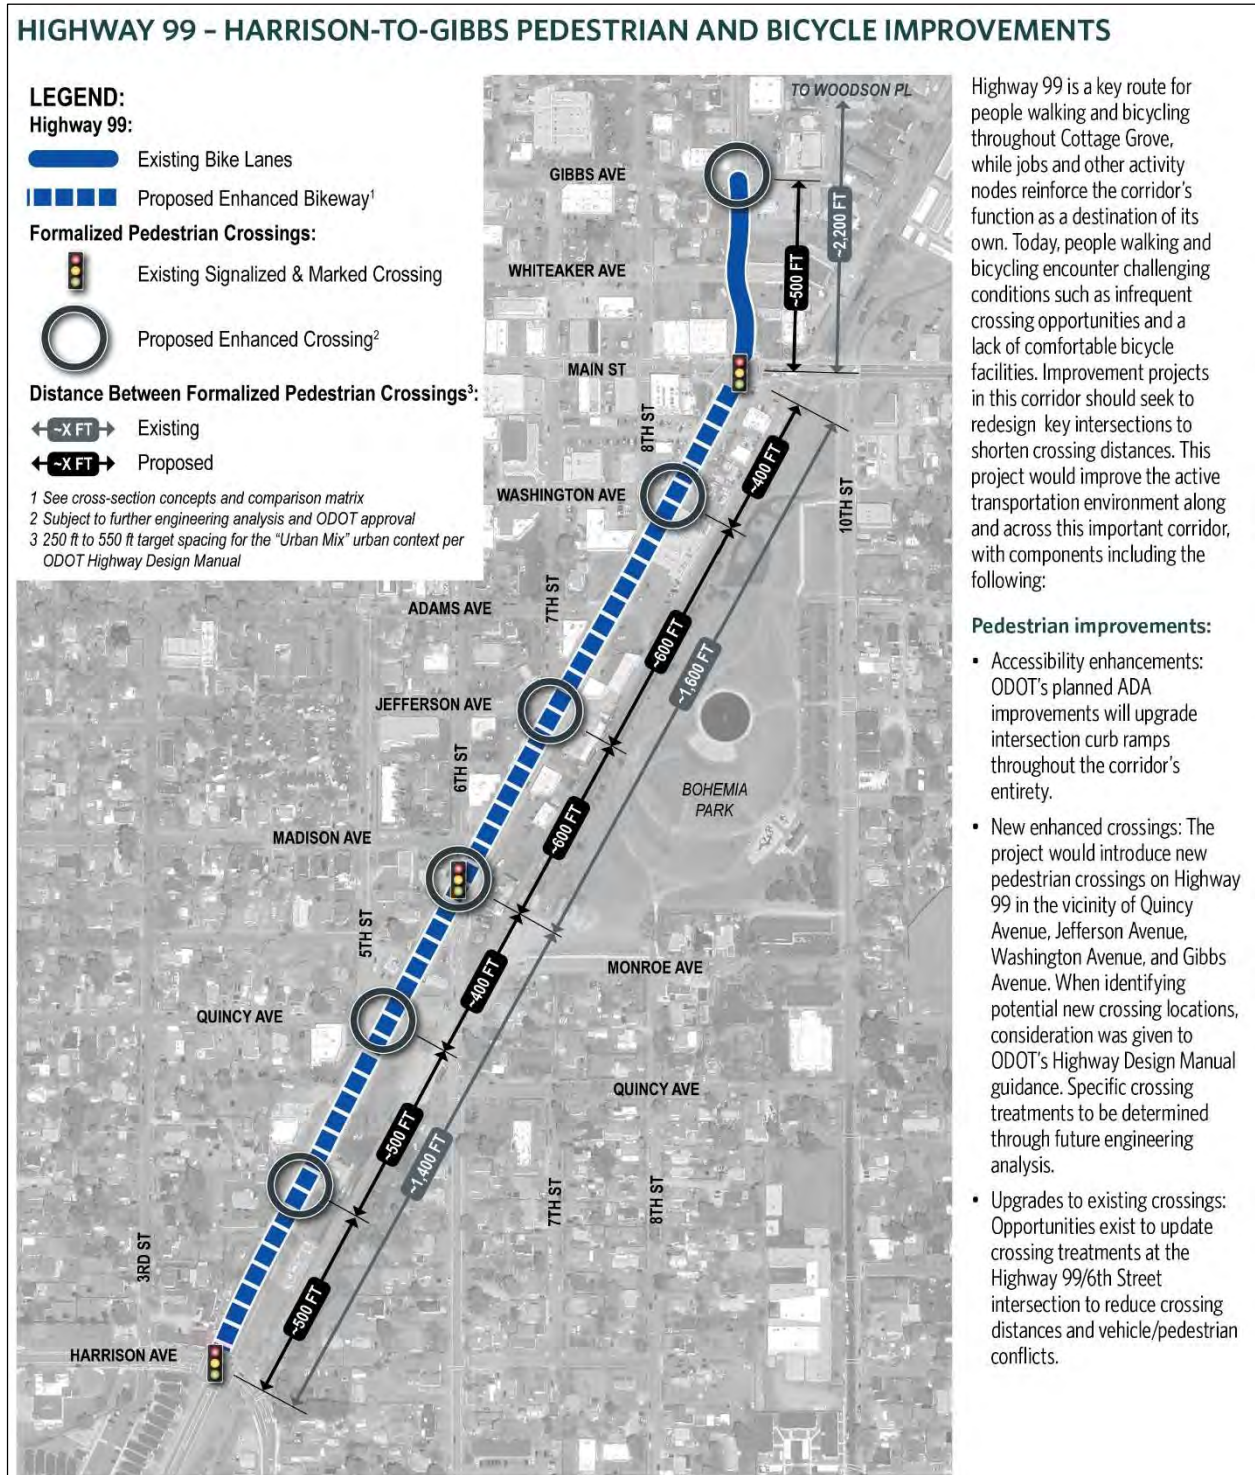 HIGHWAY 99 – HARRISON-TO-GIBBS PEDESTRIAN AND BICYCLE IMPROVEMENTS
LEGEND:
Highway 99:
Existing Bike Lanes
Proposed Enhanced Bikeway1
Formalized Pedestrian Crossings:
Existing Signalized & Marked Crossing
Proposed Enhanced Crossing2
Distance Between Formalized Pedestrian Crossings3:
~X FT Existing
~X FT Proposed
1 See cross-section concepts and comparison matrix
2 Subject to further engineering analysis and ODOT approval
3 250 ft to 550 ft target spacing for the "Urban Mix" urban context per
ODOT Highway Design Manual
TO WOODSON PL
GIBBS AVE
~2,200 FT
~500 FT
WHITEAKER AVE
MAIN ST
8TH ST
~400 FT
WASHINGTON AVE
10TH ST
7TH ST
ADAMS AVE
~600 FT
~1,600 FT
JEFFERSON AVE
6TH ST
BOHEMIA
PARK
~600 FT
MADISON AVE
5TH ST
MONROE AVE
~400 FT
QUINCY AVE
QUINCY AVE
~500 FT
~1,400 FT
7TH ST
8TH ST
3RD ST
~500 FT
HARRISON AVE
Highway 99 is a key route for
people walking and bicycling
throughout Cottage Grove,
while jobs and other activity
nodes reinforce the corridor's
function as a destination of its
own. Today, people walking and
bicycling encounter challenging
conditions such as infrequent
crossing opportunities and a
lack of comfortable bicycle
facilities. Improvement projects
in this corridor should seek to
redesign key intersections to
shorten crossing distances. This
project would improve the active
transportation environment along
and across this important corridor,
with components including the
following:
Pedestrian improvements:
• Accessibility enhancements:
ODOT's planned ADA
improvements will upgrade
intersection curb ramps
throughout the corridor's
entirety.
• New enhanced crossings: The
project would introduce new
pedestrian crossings on Highway
99 in the vicinity of Quincy
Avenue, Jefferson Avenue,
Washington Avenue, and Gibbs
Avenue. When identifying
potential new crossing locations,
consideration was given to
ODOT's Highway Design Manual
guidance. Specific crossing
treatments to be determined
through future engineering
analysis.
• Upgrades to existing crossings:
Opportunities exist to update
crossing treatments at the
Highway 99/6th Street
intersection to reduce crossing
distances and vehicle/pedestrian
conflicts.